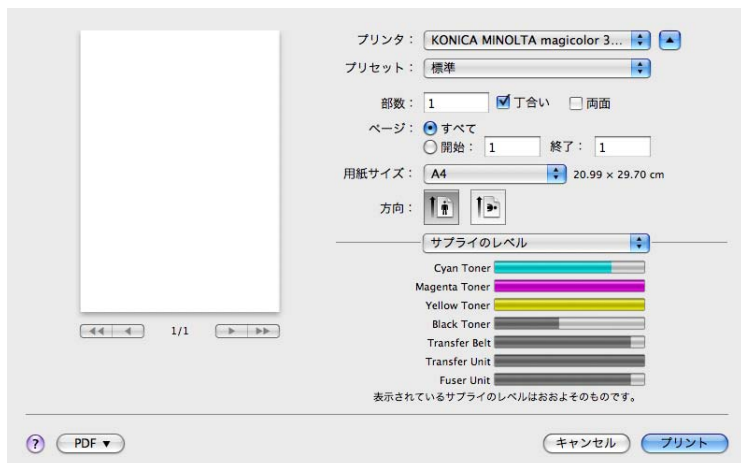 プリンタ： KONICA MINOLTA magicolor 3...
プリセット： 標準
部数： 1 丁合い 両面
ページ： すべて
開始： 1 終了： 1
用紙サイズ： A4 20.99 × 29.70 cm
方向：
サプライのレベル
Cyan Toner
Magenta Toner
Yellow Toner
Black Toner
Transfer Belt
Transfer Unit
Fuser Unit
表示されているサプライのレベルはおおよそのものです。
1/1
? PDF ▼ キャンセル プリント